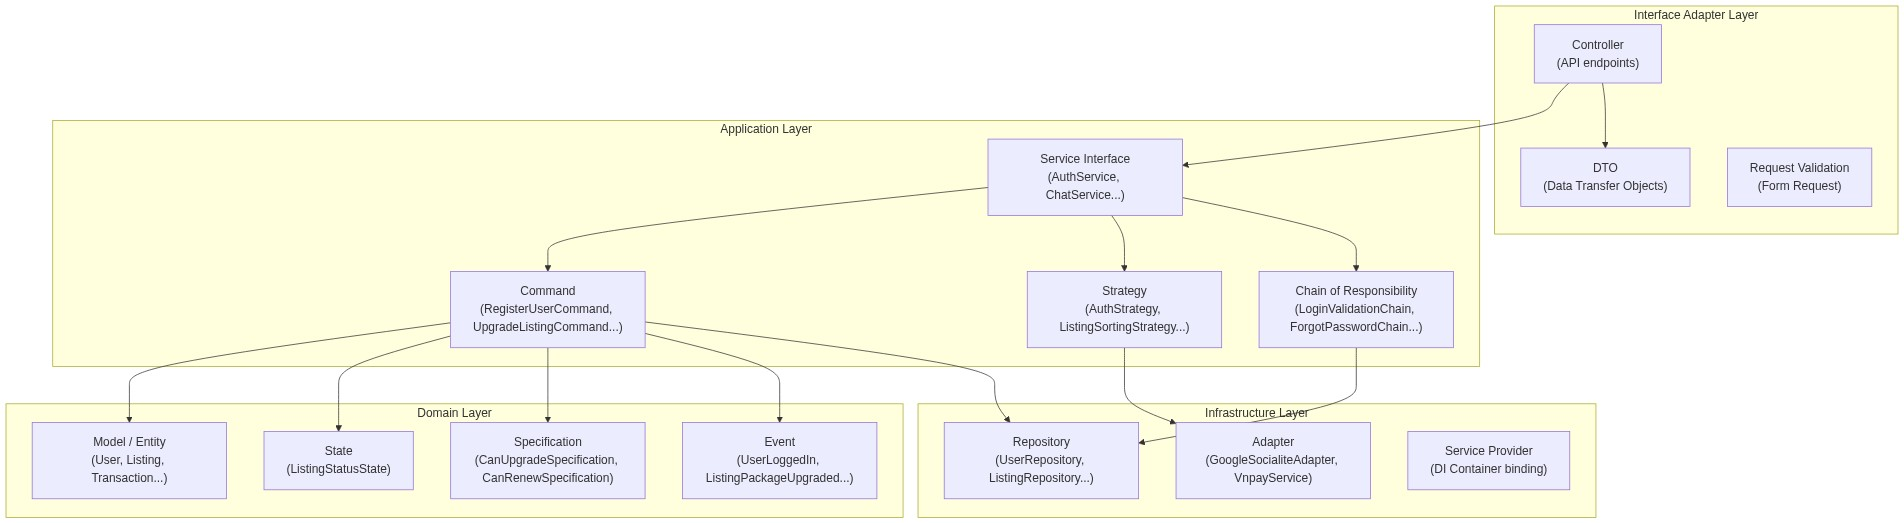 Interface Adapter Layer
Controller
(API endpoints)
DTO
(Data Transfer Objects)
Request Validation
(Form Request)
Application Layer
Service Interface
(AuthService,
ChatService...)
Command
(RegisterUserCommand,
UpgradeListingCommand...)
Strategy
(AuthStrategy,
ListingSortingStrategy...)
Chain of Responsibility
(LoginValidationChain,
ForgotPasswordChain...)
Domain Layer
Model / Entity
(User, Listing,
Transaction...)
State
(ListingStatusState)
Specification
(CanUpgradeSpecification,
CanRenewSpecification)
Event
(UserLoggedIn,
ListingPackageUpgraded...)
Infrastructure Layer
Repository
(UserRepository,
ListingRepository...)
Adapter
(GoogleSocialiteAdapter,
VnpayService)
Service Provider
(DI Container binding)